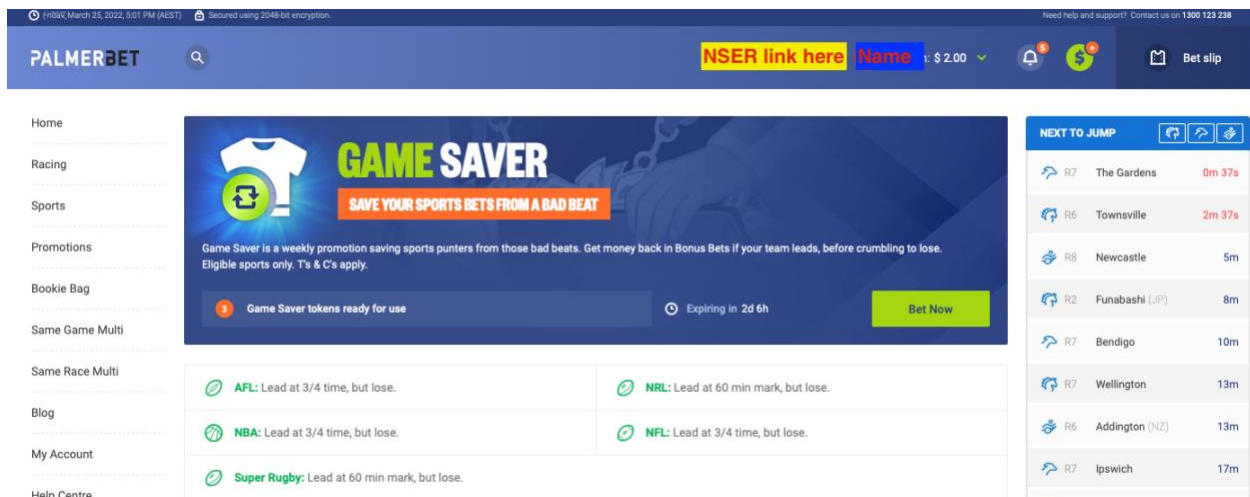 Friday, March 25, 2022, 5:01 PM (AEST) Secured using 2048-bit encryption. Need help and support? Contact us on 1300 123 238
PALMERBET NSER link here Name : $ 2.00 5 $ + Bet slip
Home
Racing
Sports
Promotions
Bookie Bag
Same Game Multi
Same Race Multi
Blog
My Account
Help Centre
GAME SAVER
SAVE YOUR SPORTS BETS FROM A BAD BEAT
Game Saver is a weekly promotion saving sports punters from those bad beats. Get money back in Bonus Bets if your team leads, before crumbling to lose.
Eligible sports only. T's & C's apply.
3 Game Saver tokens ready for use Expiring in 2d 6h Bet Now
AFL: Lead at 3/4 time, but lose. NRL: Lead at 60 min mark, but lose.
NBA: Lead at 3/4 time, but lose. NFL: Lead at 3/4 time, but lose.
Super Rugby: Lead at 60 min mark, but lose.
NEXT TO JUMP
R7 The Gardens 0m 37s
R6 Townsville 2m 37s
R8 Newcastle 5m
R2 Funabashi (JP) 8m
R7 Bendigo 10m
R7 Wellington 13m
R6 Addington (NZ) 13m
R7 Ipswich 17m